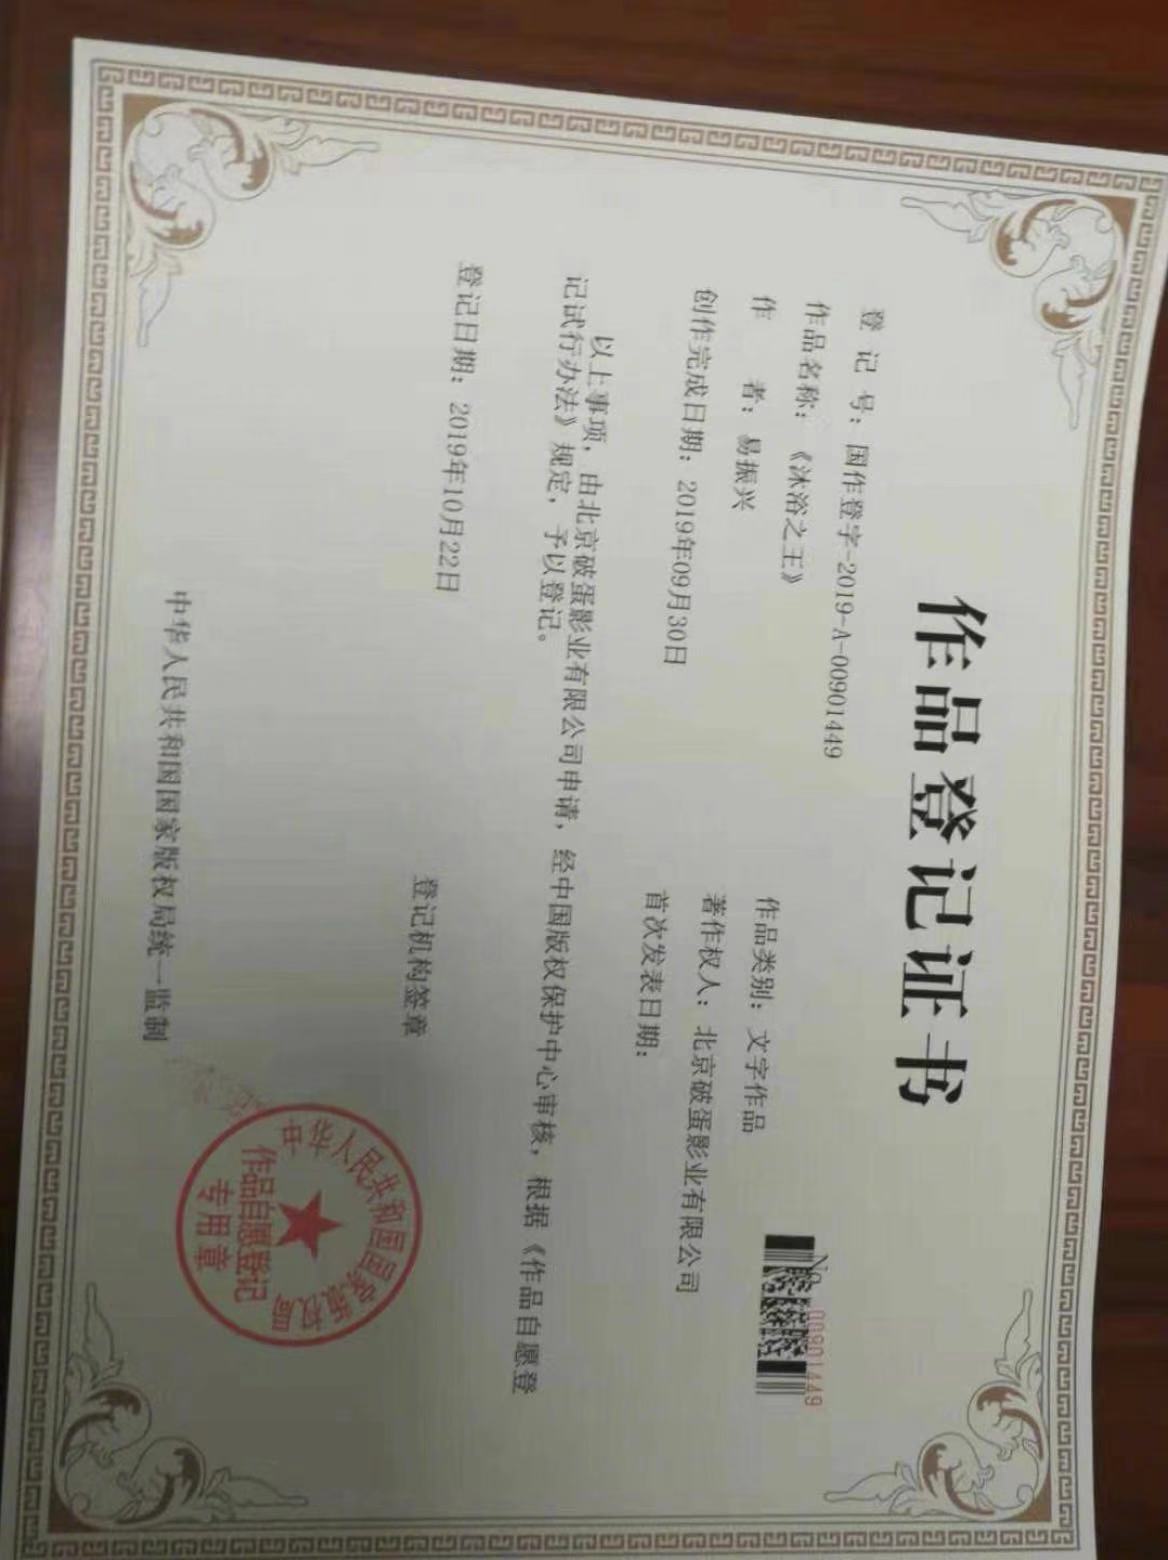 作品登记证书
No 00901449
登 记 号：国作登字-2019-A-00901449
作品名称：《沐浴之王》
作品类别：文字作品
作 者：易振兴
著作权人：北京破蛋影业有限公司
创作完成日期：2019年09月30日
首次发表日期：
以上事项，由北京破蛋影业有限公司申请，经中国版权保护中心审核，根据《作品自愿登
记试行办法》规定，予以登记。
登记日期：2019年10月22日
登记机构签章
中华人民共和国国家版权局
作品自愿登记
专用章
中华人民共和国国家版权局统一监制